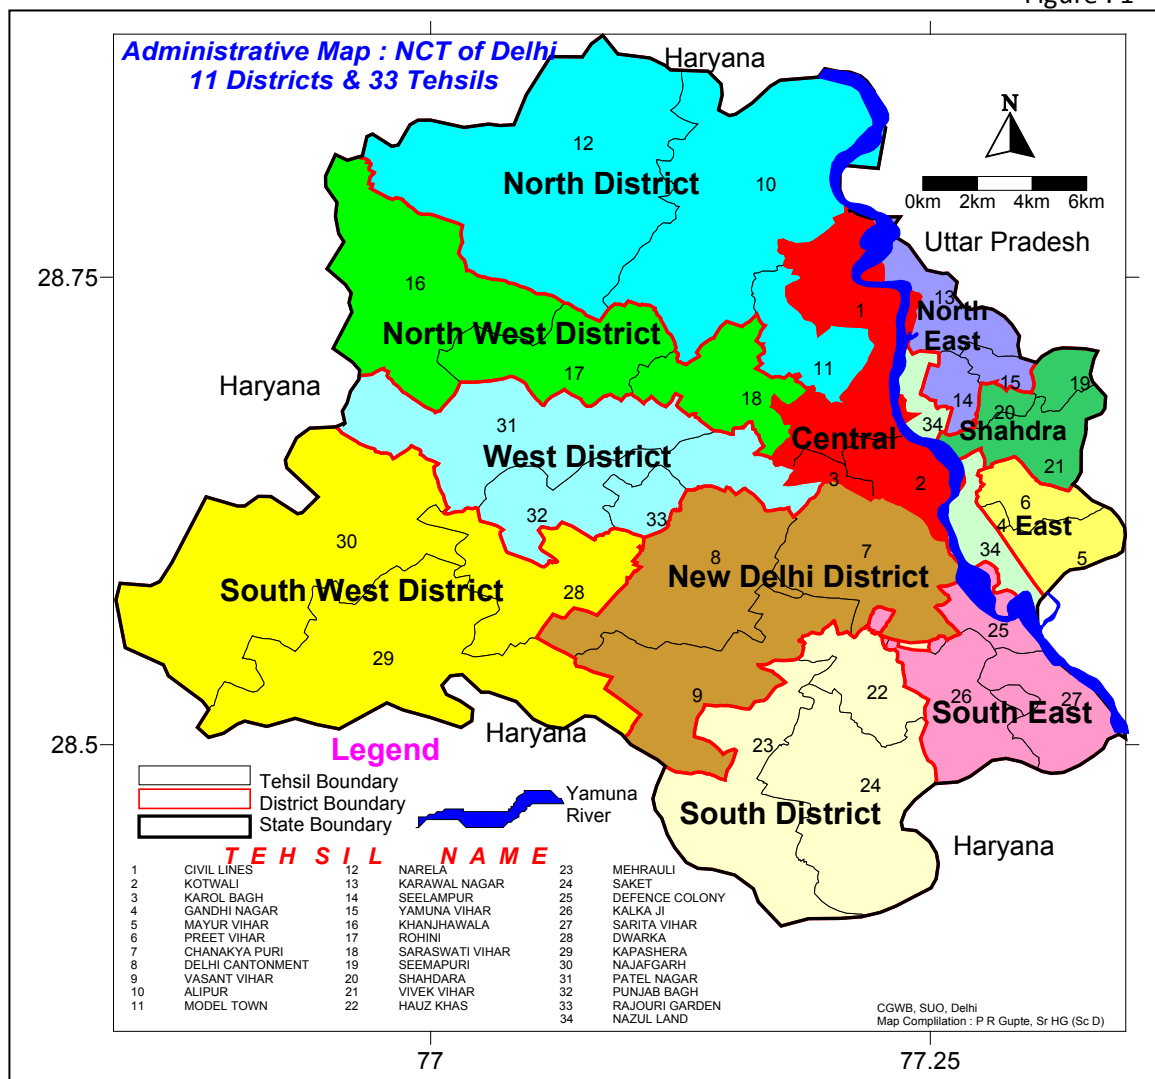 Administrative Map : NCT of Delhi
11 Districts & 33 Tehsils
Haryana
N
0km 2km 4km 6km
Uttar Pradesh
28.75
28.5
77
77.25
12
North District
10
16
North West District
17
18
11
1
13
North
East
15
14
19
20
Shahdra
34
21
Haryana
31
West District
Central
32
33
3
2
6
4
East
34
5
30
South West District
28
29
8
7
New Delhi District
9
25
26
27
South East
22
23
24
South District
Haryana
Haryana
Legend
Tehsil Boundary
District Boundary
State Boundary
Yamuna
River
TEHSIL NAME
1 CIVIL LINES 12 NARELA 23 MEHRAULI
2 KOTWALI 13 KARAWAL NAGAR 24 SAKET
3 KAROL BAGH 14 SEELAMPUR 25 DEFENCE COLONY
4 GANDHI NAGAR 15 YAMUNA VIHAR 26 KALKA JI
5 MAYUR VIHAR 16 KHANJHAWALA 27 SARITA VIHAR
6 PREET VIHAR 17 ROHINI 28 DWARKA
7 CHANAKYA PURI 18 SARASWATI VIHAR 29 KAPASHERA
8 DELHI CANTONMENT 19 SEEMAPURI 30 NAJAFGARH
9 VASANT VIHAR 20 SHAHDARA 31 PATEL NAGAR
10 ALIPUR 21 VIVEK VIHAR 32 PUNJAB BAGH
11 MODEL TOWN 22 HAUZ KHAS 33 RAJOURI GARDEN
34 NAZUL LAND
CGWB, SUO, Delhi
Map Complilation : P R Gupte, Sr HG (Sc D)